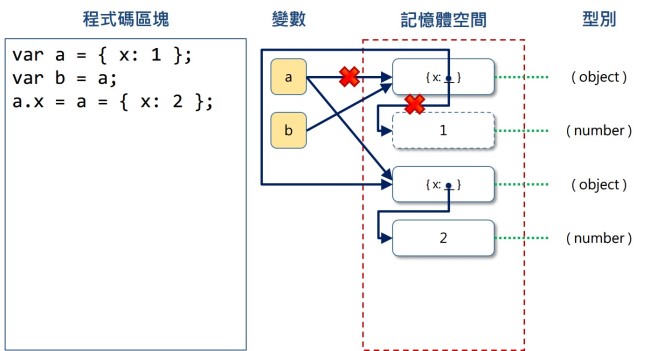 程式碼區塊
變數
記憶體空間
型別
var a = { x: 1 };
var b = a;
a.x = a = { x: 2 };
a
{ x: _ }
( object )
b
1
( number )
{ x: _ }
( object )
2
( number )